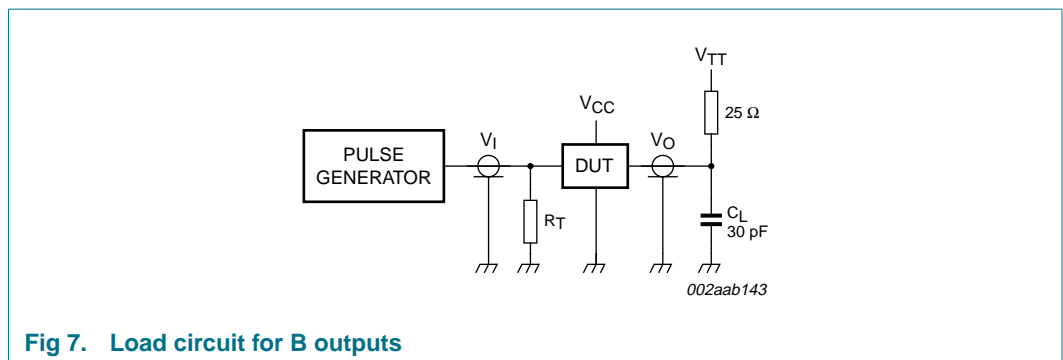 VTT
25 Ω
VCC
VI
VO
PULSE
GENERATOR
DUT
RT
CL
30 pF
002aab143
Fig 7. Load circuit for B outputs